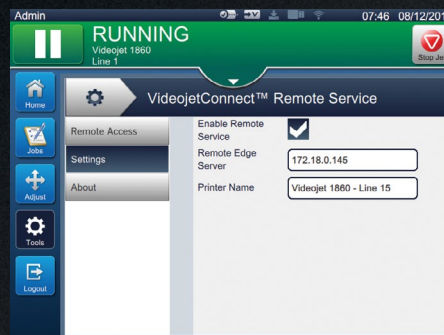 Admin
07:46 08/12/201
RUNNING
Videojet 1860
Line 1
Stop Je
Home
VideojetConnect™ Remote Service
Jobs
Remote Access
Enable Remote Service
Settings
Remote Edge Server
172.18.0.145
About
Printer Name
Videojet 1860 - Line 15
Adjust
Tools
Logout